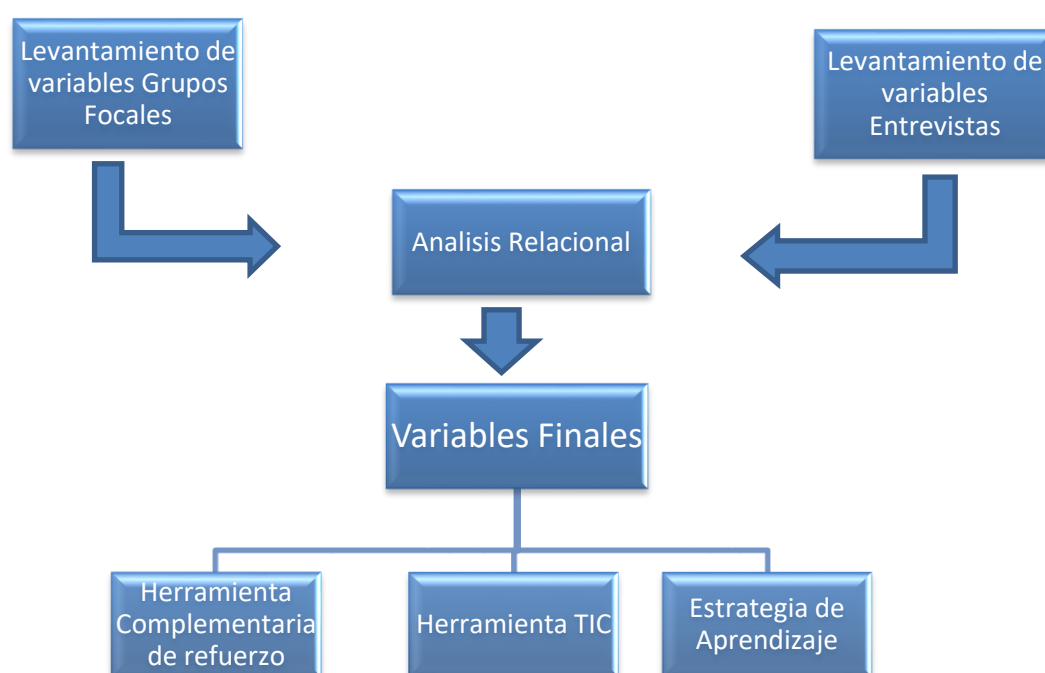 Levantamiento de
variables Grupos
Focales
Levantamiento de
variables
Entrevistas
Analisis Relacional
Variables Finales
Herramienta
Complementaria
de refuerzo
Herramienta TIC
Estrategia de
Aprendizaje